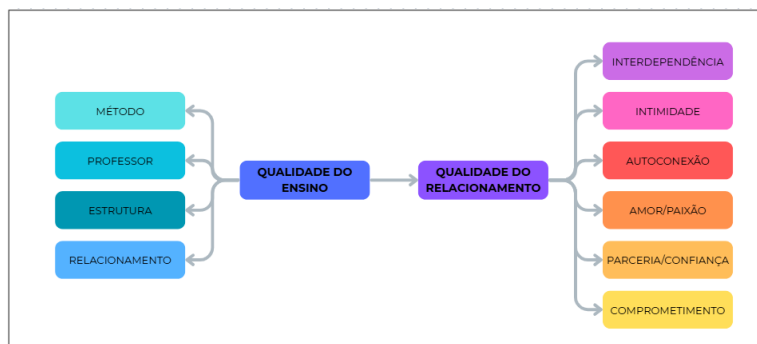 MÉTODO
PROFESSOR
ESTRUTURA
RELACIONAMENTO
QUALIDADE DO
ENSINO
QUALIDADE DO
RELACIONAMENTO
INTERDEPENDÊNCIA
INTIMIDADE
AUTOCONEXÃO
AMOR/PAIXÃO
PARCERIA/CONFIANÇA
COMPROMETIMENTO